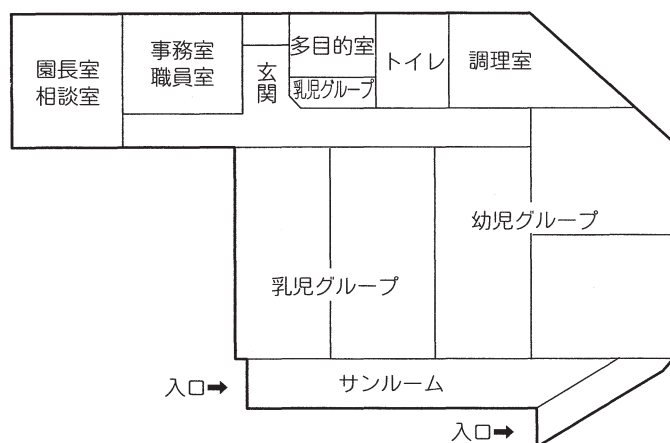 園長室
相談室
事務室
職員室
玄関
多目的室
乳児グループ
トイレ
調理室
幼児グループ
乳児グループ
サンルーム
入口➡
入口➡